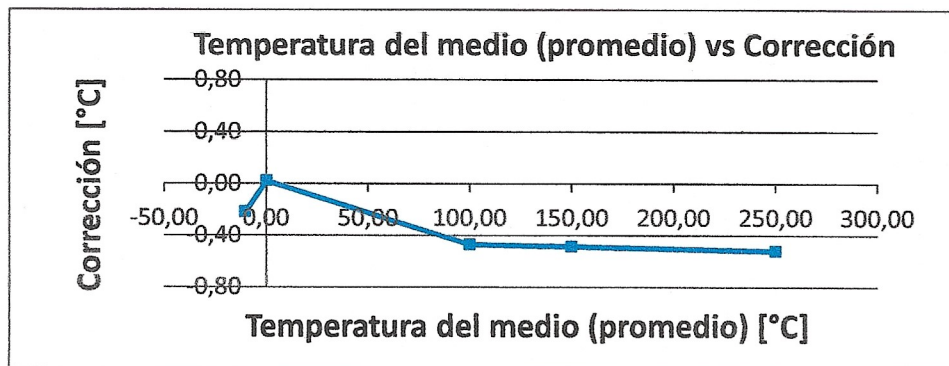 Temperatura del medio (promedio) vs Corrección
Corrección [°C]
0,80
0,40
0,00
-50,00 0,00 50,00 100,00 150,00 200,00 250,00 300,00
-0,40
-0,80
Temperatura del medio (promedio) [°C]